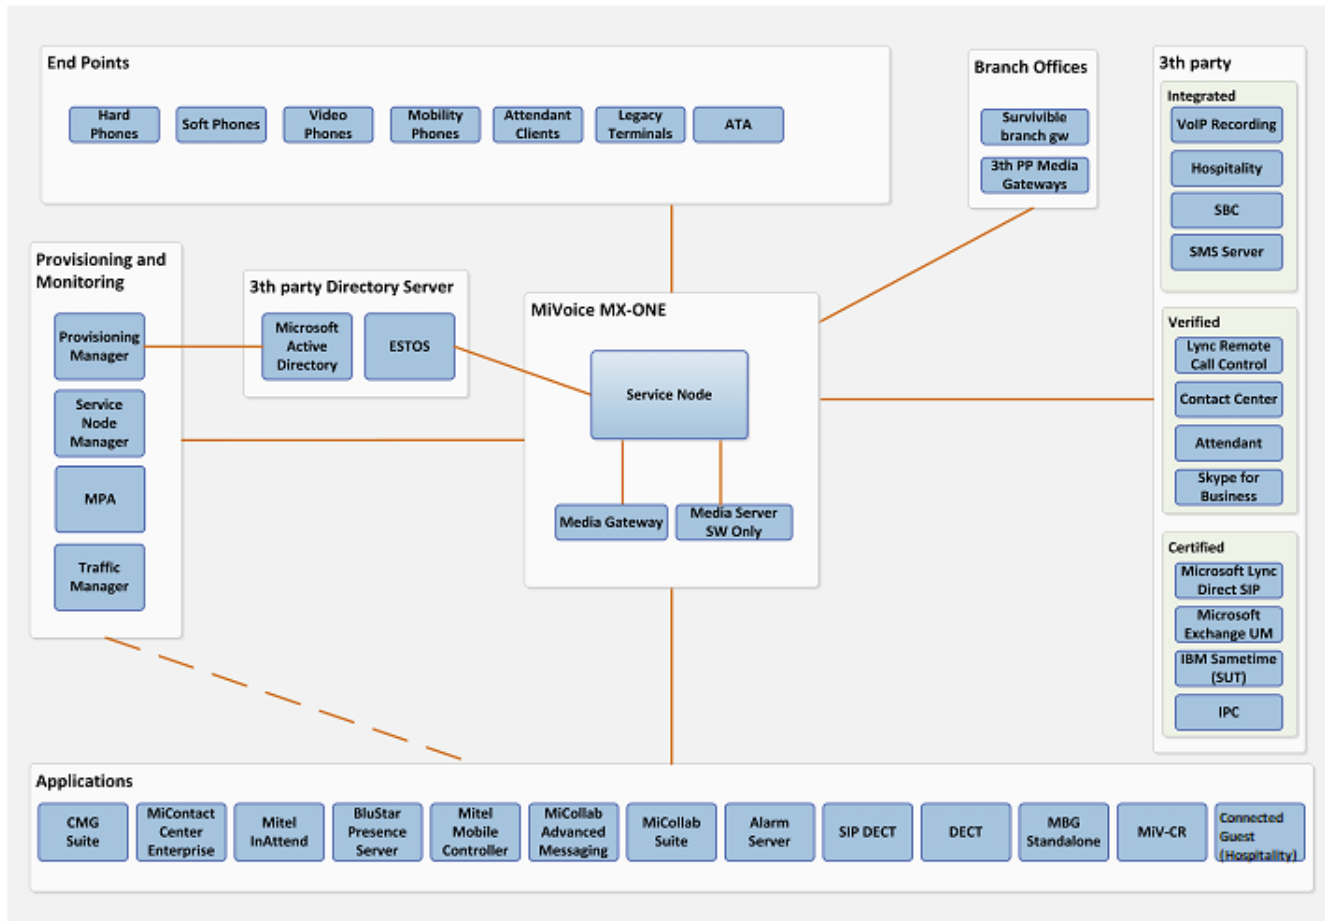 End Points
Hard
Phones
Soft Phones
Video
Phones
Mobility
Phones
Attendant
Clients
Legacy
Terminals
ATA
Branch Offices
Survivible
branch gw
3th PP Media
Gateways
3th party
Integrated
VoIP Recording
Hospitality
SBC
SMS Server
Verified
Lync Remote
Call Control
Contact Center
Attendant
Skype for
Business
Certified
Microsoft Lync
Direct SIP
Microsoft
Exchange UM
IBM Sametime
(SUT)
IPC
Provisioning and
Monitoring
Provisioning
Manager
Service
Node
Manager
MPA
Traffic
Manager
3th party Directory Server
Microsoft
Active
Directory
ESTOS
MiVoice MX-ONE
Service Node
Media Gateway
Media Server
SW Only
Applications
CMG
Suite
MiContact
Center
Enterprise
Mitel
InAttend
BluStar
Presence
Server
Mitel
Mobile
Controller
MiCollab
Advanced
Messaging
MiCollab
Suite
Alarm
Server
SIP DECT
DECT
MBG
Standalone
MiV-CR
Connected
Guest
(Hospitality)